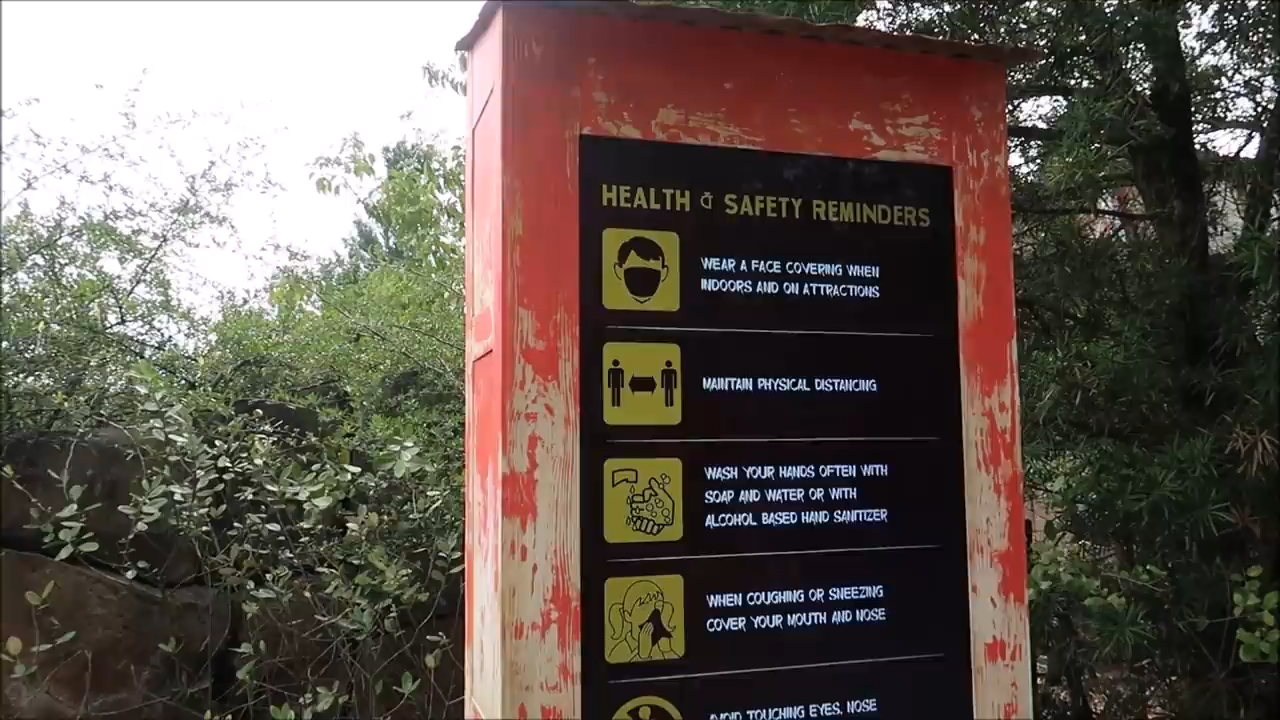 HEALTH & SAFETY REMINDERS
WEAR A FACE COVERING WHEN
INDOORS AND ON ATTRACTIONS
MAINTAIN PHYSICAL DISTANCING
WASH YOUR HANDS OFTEN WITH
SOAP AND WATER OR WITH
ALCOHOL BASED HAND SANITIZER
WHEN COUGHING OR SNEEZING
COVER YOUR MOUTH AND NOSE
AVOID TOUCHING EYES, NOSE